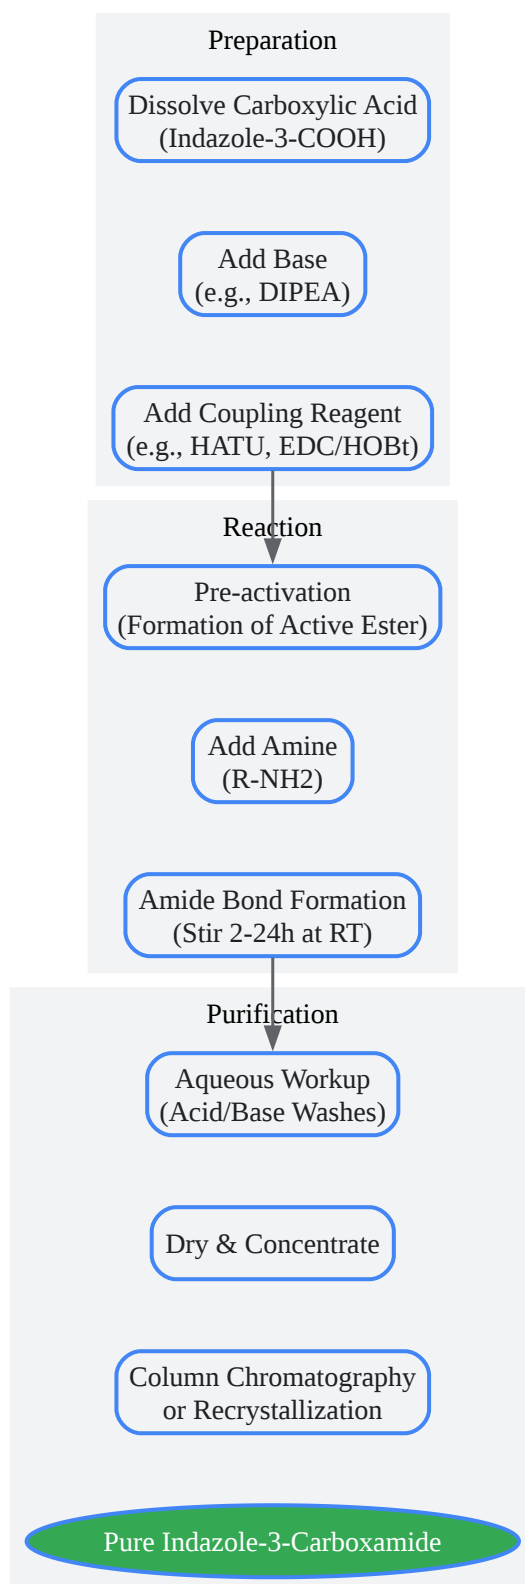 Preparation
Dissolve Carboxylic Acid
(Indazole-3-COOH)
Add Base
(e.g., DIPEA)
Add Coupling Reagent
(e.g., HATU, EDC/HOBt)
Reaction
Pre-activation
(Formation of Active Ester)
Add Amine
(R-NH2)
Amide Bond Formation
(Stir 2-24h at RT)
Purification
Aqueous Workup
(Acid/Base Washes)
Dry & Concentrate
Column Chromatography
or Recrystallization
Pure Indazole-3-Carboxamide